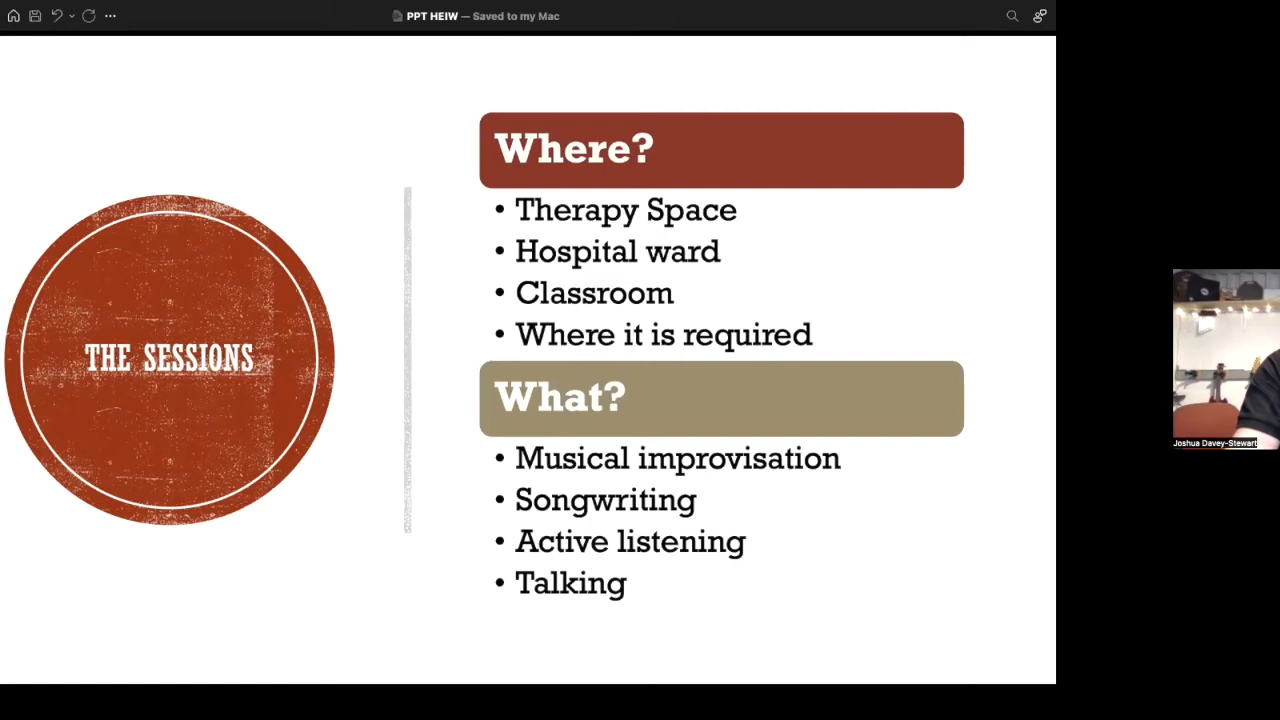 PPT HEIW — Saved to my Mac
THE SESSIONS
Where?
• Therapy Space
• Hospital ward
• Classroom
• Where it is required
What?
• Musical improvisation
• Songwriting
• Active listening
• Talking
Joshua Davey-Stewart